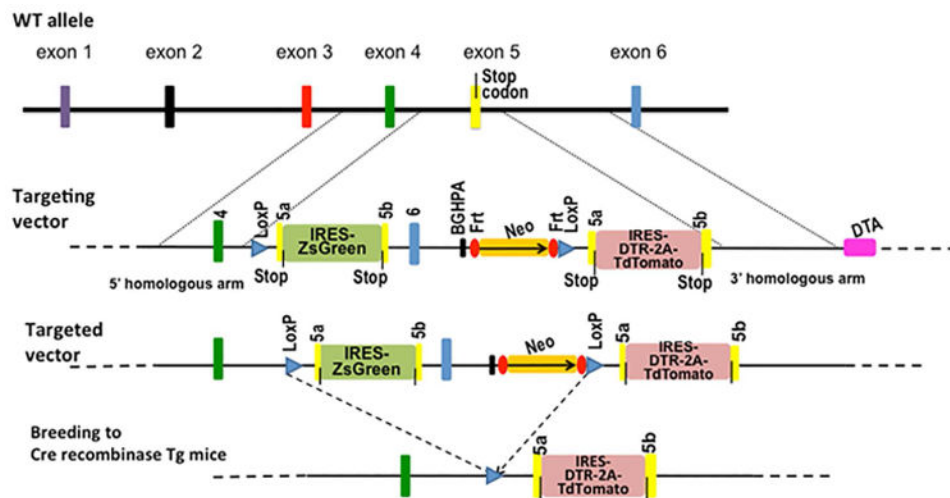 WT allele
exon 1
exon 2
exon 3
exon 4
exon 5
exon 6
Stop
codon
Targeting
vector
4
LoxP
5a
IRES-
ZsGreen
5b
6
BGHPA
Frt
Neo
Frt
LoxP
5a
IRES-
DTR-2A-
TdTomato
5b
DTA
Stop
Stop
Stop
Stop
5' homologous arm
3' homologous arm
Targeted
vector
LoxP
5a
IRES-
ZsGreen
5b
Neo
LoxP
5a
IRES-
DTR-2A-
TdTomato
5b
Breeding to
Cre recombinase Tg mice
5a
IRES-
DTR-2A-
TdTomato
5b